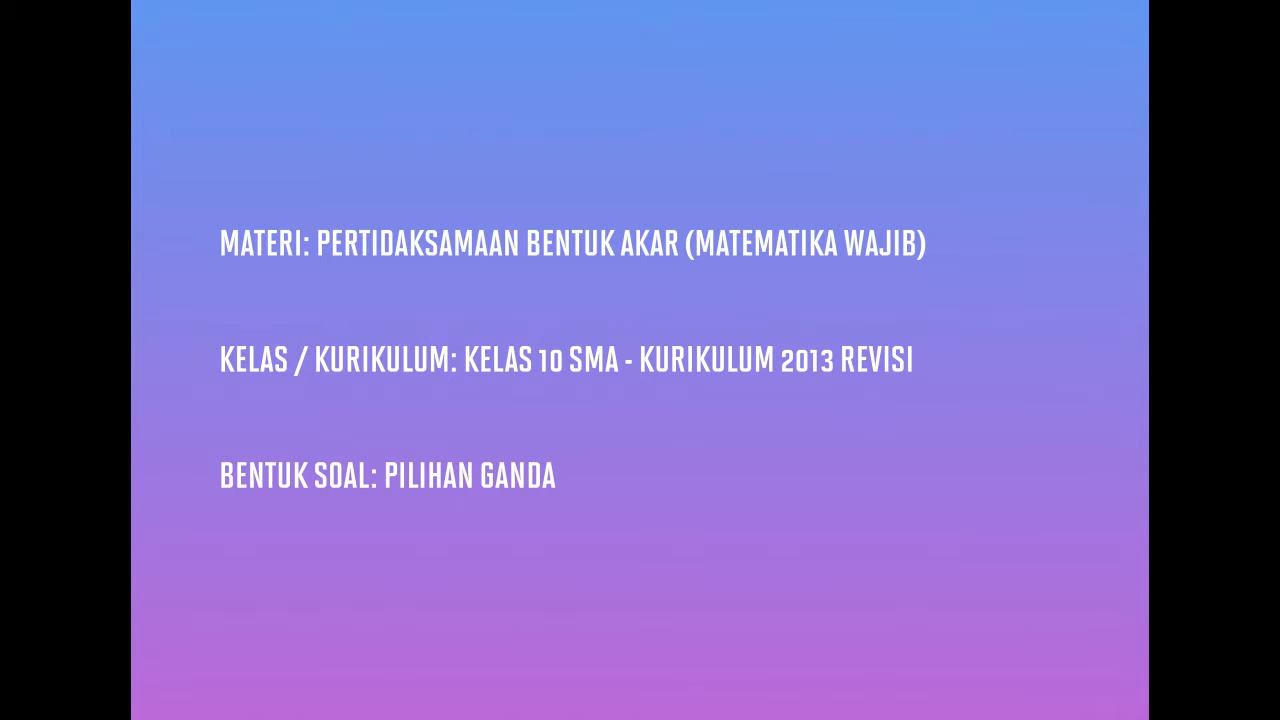 MATERI: PERTIDAKSAMAAN BENTUK AKAR (MATEMATIKA WAJIB)
KELAS / KURIKULUM: KELAS 10 SMA - KURIKULUM 2013 REVISI
BENTUK SOAL: PILIHAN GANDA